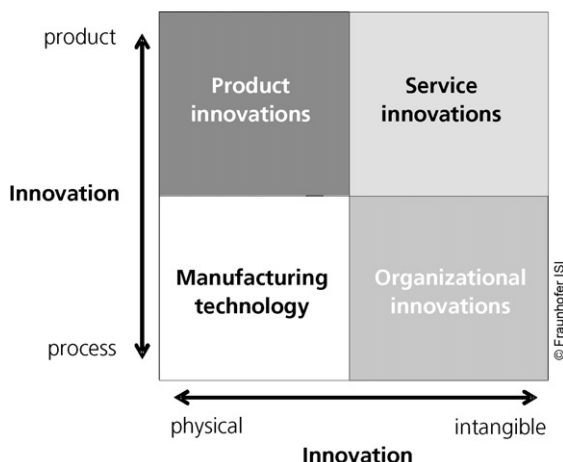 product
Product
innovations
Service
innovations
Innovation
Manufacturing
technology
Organizational
innovations
process
© Fraunhofer ISI
physical
intangible
Innovation